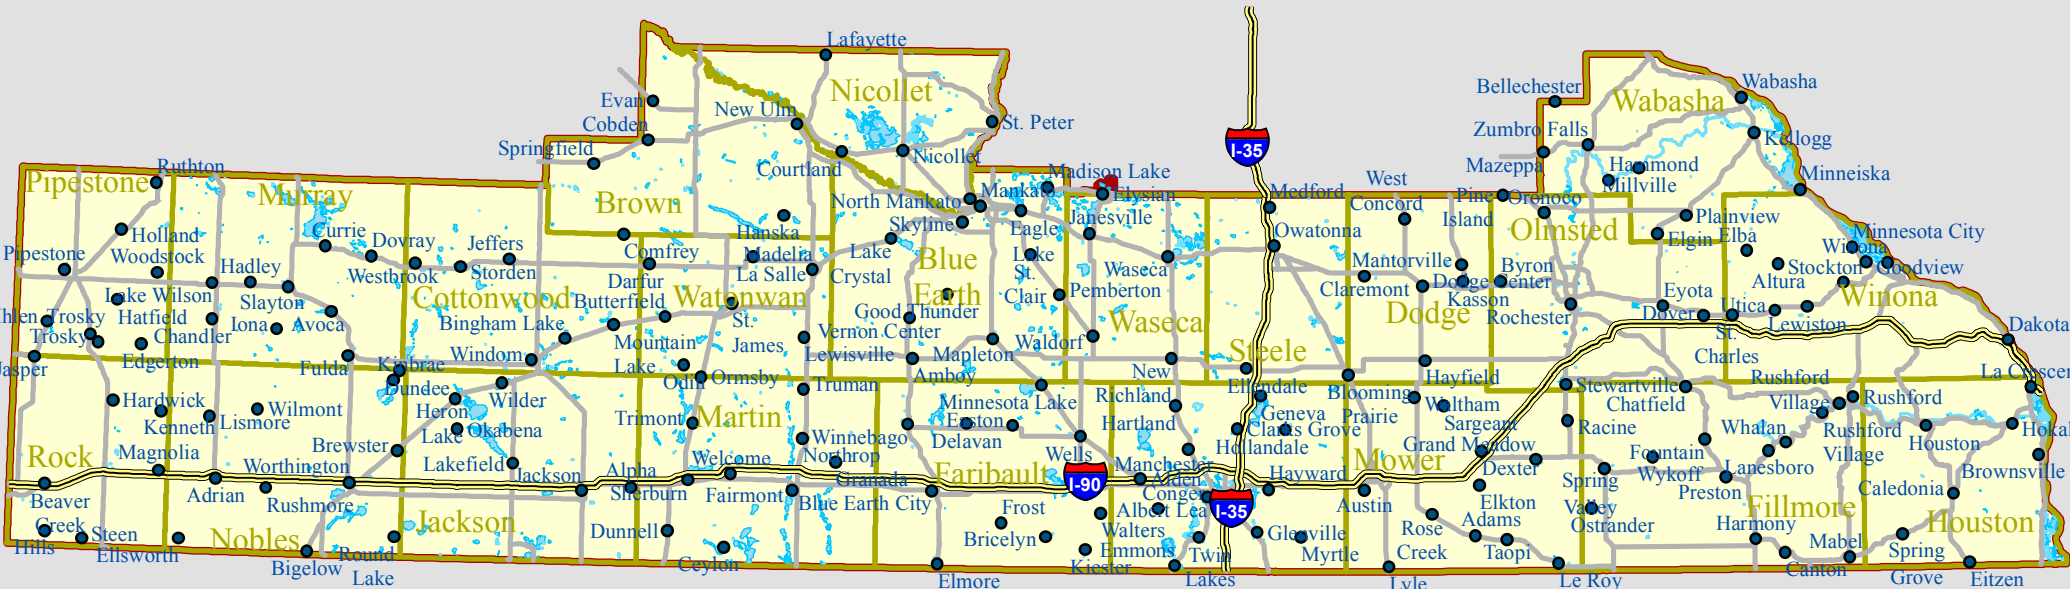 Lafayette
Nicollet
Evan
New Ulm
Cobden
St. Peter
Springfield
Courtland
Nicollet
Bellechester
Wabasha
Wabasha
Zumbro Falls
Kellogg
Mazeppa
Hammond
Millville
Minneiska
I-35
Ruthton
Pipestone
Murray
Brown
Madison Lake
Mankato
Elysian
North Mankato
Skyline
Eagle
Lake
Janesville
Medford
West
Concord
Pine
Island
Oronoco
Olmsted
Plainview
Elgin
Elba
Minnesota City
Winona
Goodview
Stockton
Altura
Winona
Holland
Woodstock
Pipestone
Currie
Dovray
Westbrook
Jeffers
Storden
Comfrey
Hanska
Madelia
La Salle
Lake
Crystal
Blue
Earth
St.
Clair
Pemberton
Waseca
Owatonna
Mantorville
Claremont
Dodge Center
Kasson
Byron
Rochester
Eyota
Dover
Utica
Lewiston
St.
Charles
Hadley
Lake Wilson
Slayton
Hatfield
Trosky
Trosky
Chandler
Iona
Avoca
Edgerton
Cottonwood
Darfur
Butterfield
Watonwan
Bingham Lake
Mountain
Lake
St.
James
Good Thunder
Vernon Center
Lewisville
Mapleton
Amboy
Waldorf
Waseca
Steele
Dodge
Dakota
Windom
Fulda
Kinbrae
Dundee
Heron
Lake
Wilder
Okabena
Odin
Ormsby
Truman
Trimont
Martin
Minnesota Lake
Easton
Delavan
New
Richland
Hartland
Ellendale
Geneva
Clarks Grove
Hollandale
Blooming
Prairie
Hayfield
Waltham
Sargeant
Stewartville
Chatfield
Racine
Rushford
Village
Rushford
Rushford
Village
Whalan
Lanesboro
Houston
Hardwick
Kenneth
Lismore
Wilmont
Rock
Magnolia
Brewster
Worthington
Lakefield
Jackson
Alpha
Sherburn
Welcome
Fairmont
Winnebago
Northrop
Granada
Blue Earth City
Faribault
Wells
I-90
Manchester
Alden
Conger
Albert Lea
I-35
Hayward
Mower
Grand Meadow
Dexter
Austin
Elkton
Spring
Valley
Fountain
Wykoff
Preston
Fillmore
Caledonia
Brownsville
Houston
Beaver
Creek
Adrian
Rushmore
Hills
Steen
Ellsworth
Nobles
Bigelow
Round
Lake
Jackson
Dunnell
Ceylon
Frost
Bricelyn
Elmore
Walters
Emmons
Kiester
Twin
Lakes
Glenville
Myrtle
Rose
Creek
Lyle
Adams
Taopi
Ostrander
Le Roy
Harmony
Canton
Mabel
Spring
Grove
Eitzen